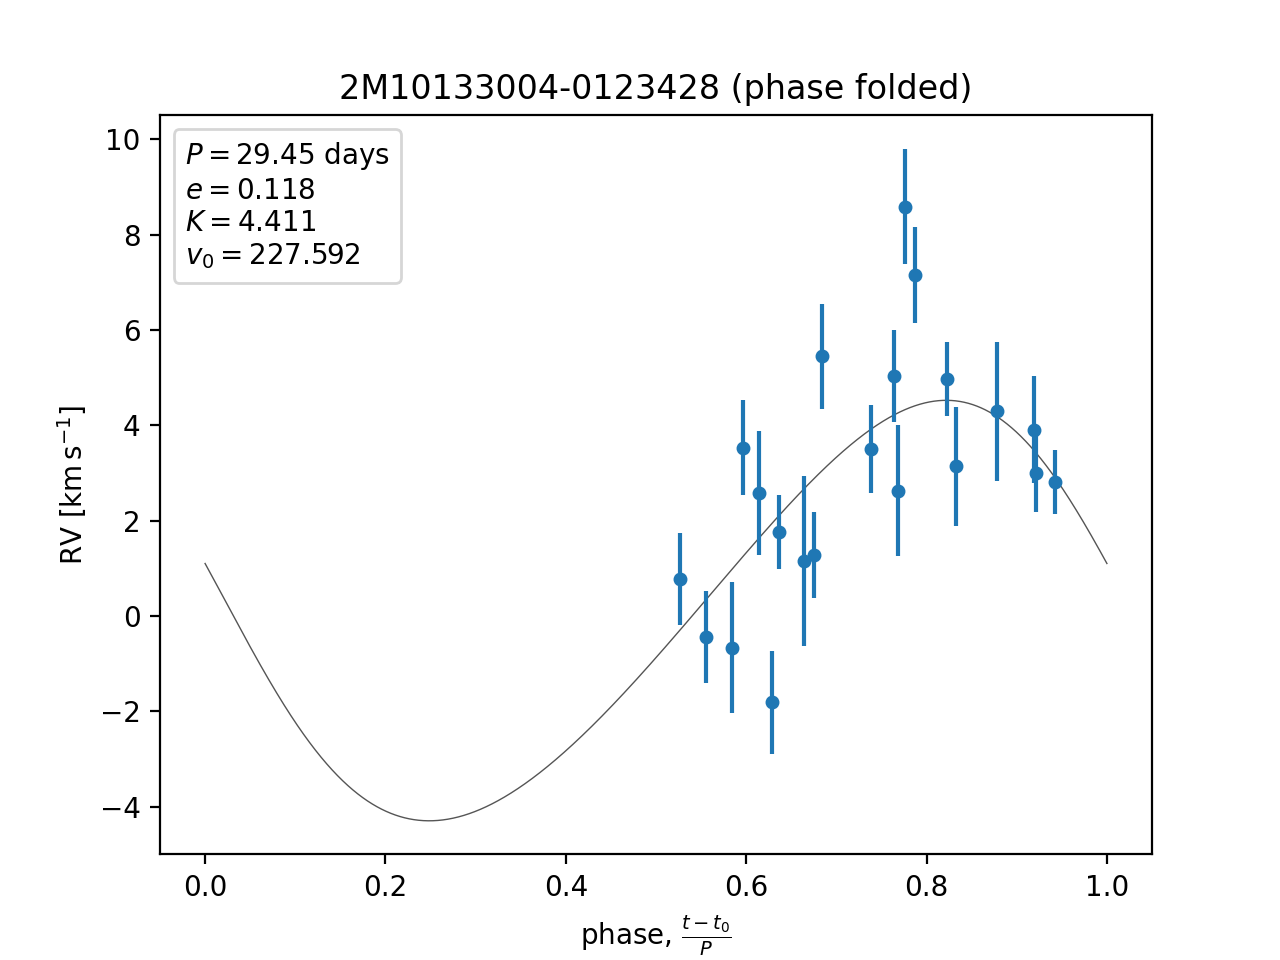 2M10133004-0123428 (phase folded)
P = 29.45 days
e = 0.118
K = 4.411
v₀ = 227.592
10
8
6
4
2
0
−2
−4
RV [km s⁻¹]
0.0 0.2 0.4 0.6 0.8 1.0
phase, (t − t₀)/P